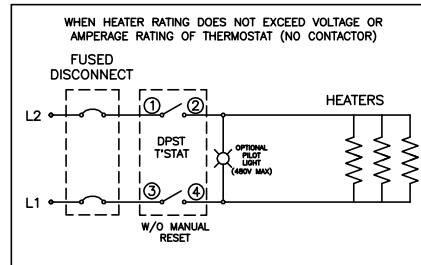 WHEN HEATER RATING DOES NOT EXCEED VOLTAGE OR
AMPERAGE RATING OF THERMOSTAT (NO CONTACTOR)
FUSED
DISCONNECT
HEATERS
1 2
L2
DPST
T'STAT
OPTIONAL
PILOT
LIGHT
(480V MAX)
3 4
L1
W/O MANUAL
RESET